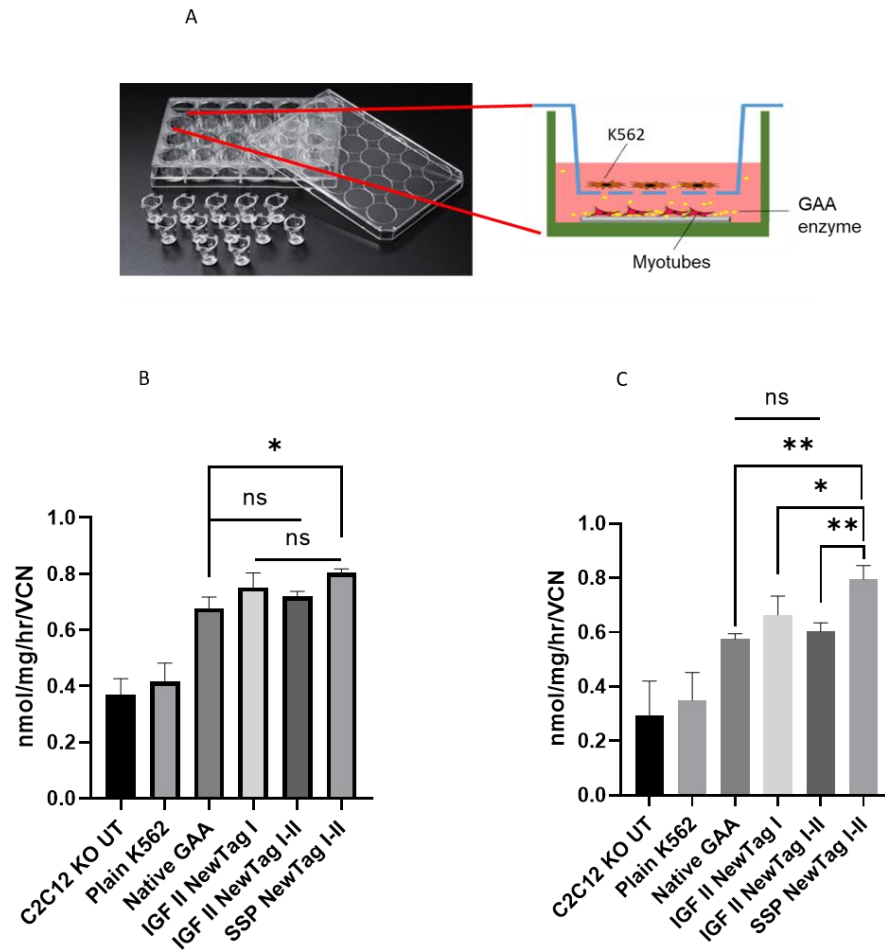 A
K562
GAA
enzyme
Myotubes
B
*
ns
ns
nmol/mg/hr/VCN
1.0
0.8
0.6
0.4
0.2
0.0
C2C12 KO UT
Plain K562
Native GAA
IGF II NewTag I
IGF II NewTag I-II
SSP NewTag I-II
C
ns
**
*
**
nmol/mg/hr/VCN
1.0
0.8
0.6
0.4
0.2
0.0
C2C12 KO UT
Plain K562
Native GAA
IGF II NewTag I
IGF II NewTag I-II
SSP NewTag I-II